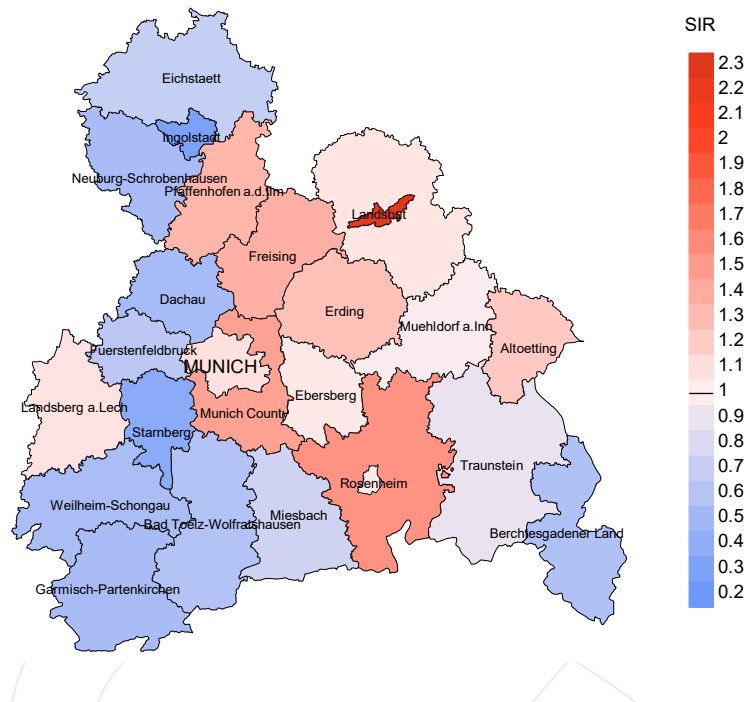 SIR
2.3
2.2
2.1
2
1.9
1.8
1.7
1.6
1.5
1.4
1.3
1.2
1.1
1
0.9
0.8
0.7
0.6
0.5
0.4
0.3
0.2
Eichstaett
Ingolstadt
Neuburg-Schrobenhausen
Pfaffenhofen a.d.Ilm
Landshut
Freising
Dachau
Erding
Muehldorf a.Inn
Fuerstenfeldbruck
Altoetting
MUNICH
Ebersberg
Landsberg a.Lech
Munich County
Starnberg
Traunstein
Rosenheim
Weilheim-Schongau
Miesbach
Bad Toelz-Wolfratshausen
Berchtesgadener Land
Garmisch-Partenkirchen